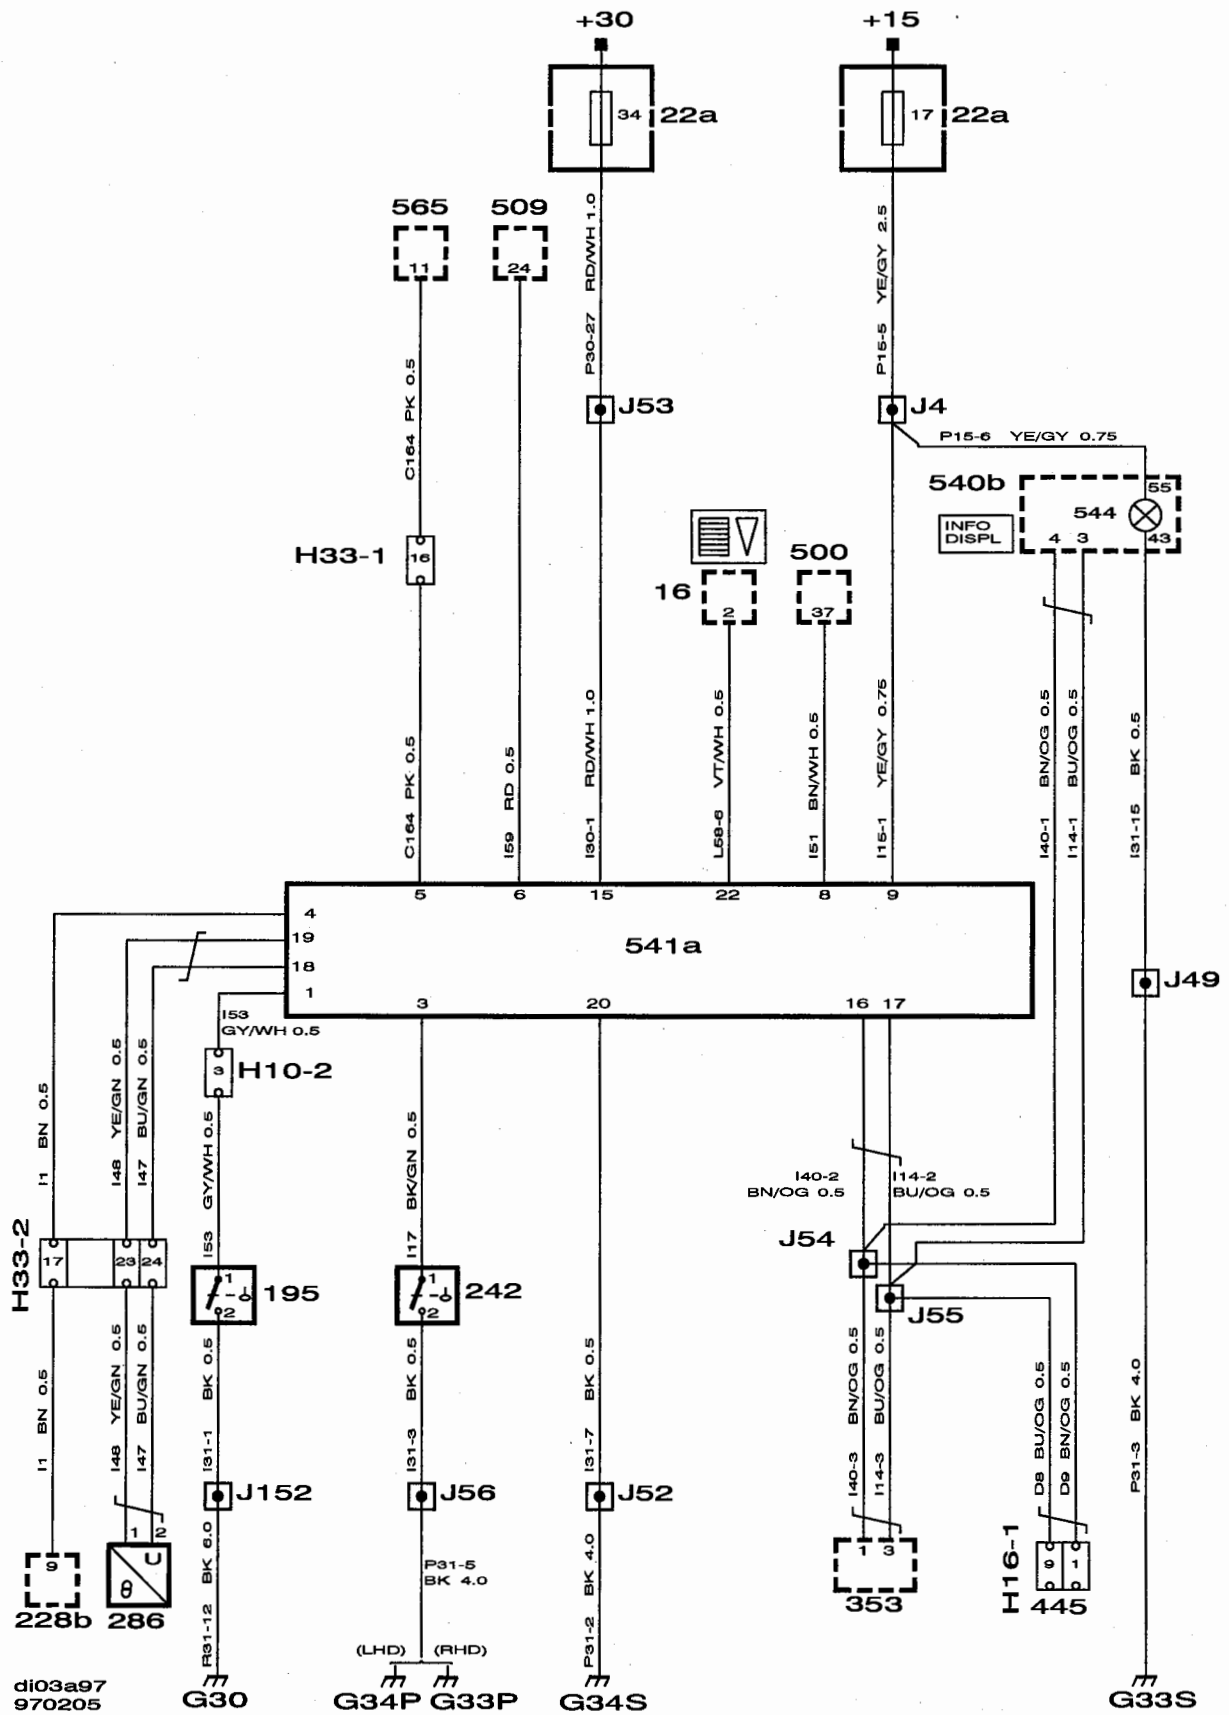 +30
+15
34
22a
17
22a
565
509
11
24
P30-27 RD/WH 1.0
P15-5 YE/GY 2.5
C164 PK 0.5
J53
J4
P15-6 YE/GY 0.75
540b
55
544
INFO
DISPL
4
3
43
H33-1
16
500
16
2
37
C164 PK 0.5
I59 RD 0.5
I30-1 RD/WH 1.0
L58-6 VT/WH 0.5
I51 BN/WH 0.5
I15-1 YE/GY 0.75
I40-1 BN/OG 0.5
I14-1 BU/OG 0.5
I31-15 BK 0.5
5
6
15
22
8
9
4
19
18
1
541a
3
20
16
17
J49
I53
GY/WH 0.5
3
H10-2
I1 BN 0.5
I48 YE/GN 0.5
I47 BU/GN 0.5
I53 GY/WH 0.5
I17 BK/GN 0.5
I40-2
BN/OG 0.5
I14-2
BU/OG 0.5
J54
H33-2
17
23
24
1
2
195
1
2
242
J55
I1 BN 0.5
I48 YE/GN 0.5
I47 BU/GN 0.5
I31-1 BK 0.5
I31-3 BK 0.5
I31-7 BK 0.5
I40-3 BN/OG 0.5
I14-3 BU/OG 0.5
D8 BU/OG 0.5
D9 BN/OG 0.5
P31-3 BK 4.0
J152
J56
J52
1
2
9
U
θ
228b
286
R31-12 BK 6.0
P31-5
BK 4.0
P31-2 BK 4.0
1
3
353
H16-1
9
1
445
(LHD)
(RHD)
di03a97
970205
G30
G34P
G33P
G34S
G33S